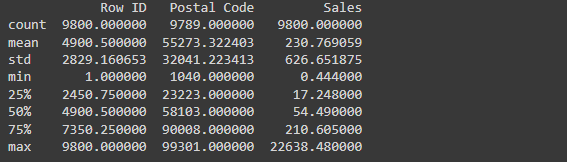 Row ID Postal Code Sales
count 9800.000000 9789.000000 9800.000000
mean 4900.500000 55273.322403 230.769059
std 2829.160653 32041.223413 626.651875
min 1.000000 1040.000000 0.444000
25% 2450.750000 23223.000000 17.248000
50% 4900.500000 58103.000000 54.490000
75% 7350.250000 90008.000000 210.605000
max 9800.000000 99301.000000 22638.480000